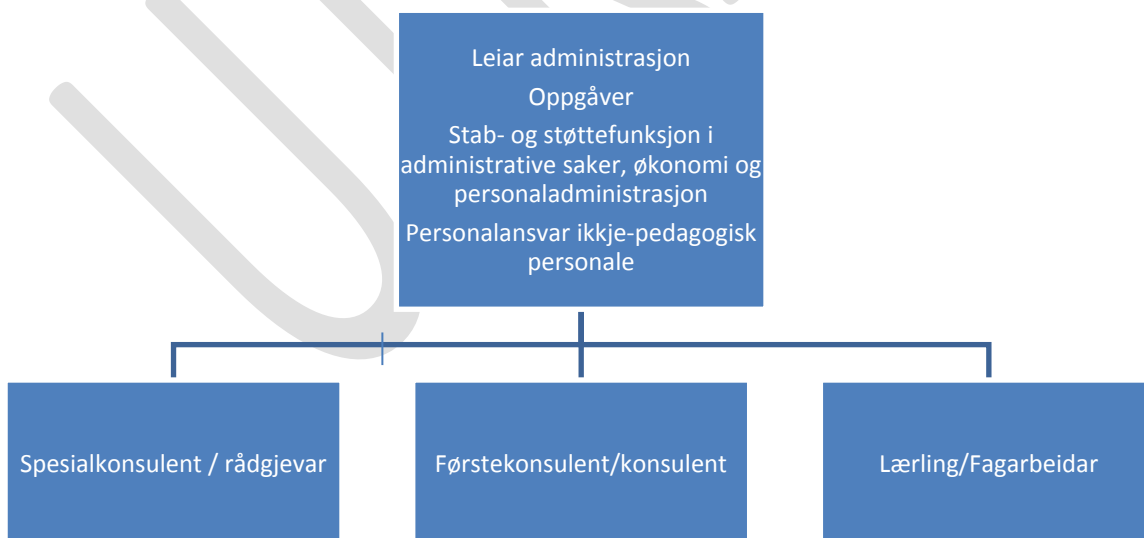 Leiar administrasjon
Oppgåver
Stab- og støttefunksjon i
administrative saker, økonomi og
personaladministrasjon
Personalansvar ikkje-pedagogisk
personale
Spesialkonsulent / rådgjevar
Førstekonsulent/konsulent
Lærling/Fagarbeidar